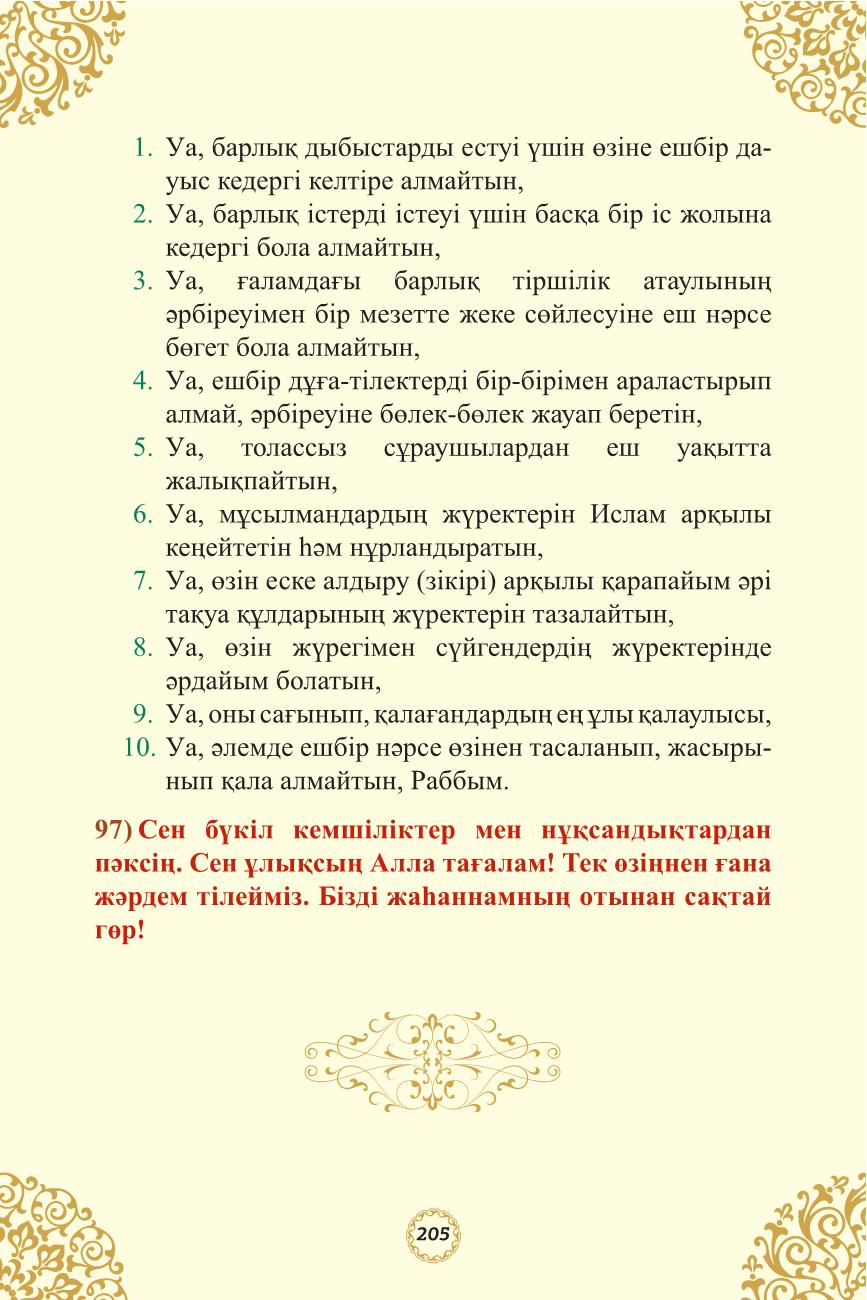 1. Уа, барлық дыбыстарды естуі үшін өзіне ешбір да-
уыс кедергі келтіре алмайтын,
2. Уа, барлық істерді істеуі үшін басқа бір іс жолына
кедергі бола алмайтын,
3. Уа, ғаламдағы барлық тіршілік атаулының
әрбіреуімен бір мезетте жеке сөйлесуіне еш нәрсе
бөгет бола алмайтын,
4. Уа, ешбір дұға-тілектерді бір-бірімен араластырып
алмай, әрбіреуіне бөлек-бөлек жауап беретін,
5. Уа, толассыз сұраушылардан еш уақытта
жалықпайтын,
6. Уа, мұсылмандардың жүректерін Ислам арқылы
кеңейтетін һәм нұрландыратын,
7. Уа, өзін еске алдыру (зікірі) арқылы қарапайым әрі
тақуа құлдарының жүректерін тазалайтын,
8. Уа, өзін жүрегімен сүйгендердің жүректерінде
әрдайым болатын,
9. Уа, оны сағынып, қалағандардың ең ұлы қалаулысы,
10. Уа, әлемде ешбір нәрсе өзінен тасаланып, жасыры-
нып қала алмайтын, Раббым.
97) Сен бүкіл кемшіліктер мен нұқсандықтардан
пәксің. Сен ұлықсың Алла тағалам! Тек өзіңнен ғана
жәрдем тілейміз. Бізді жаһаннамның отынан сақтай
гөр!
205